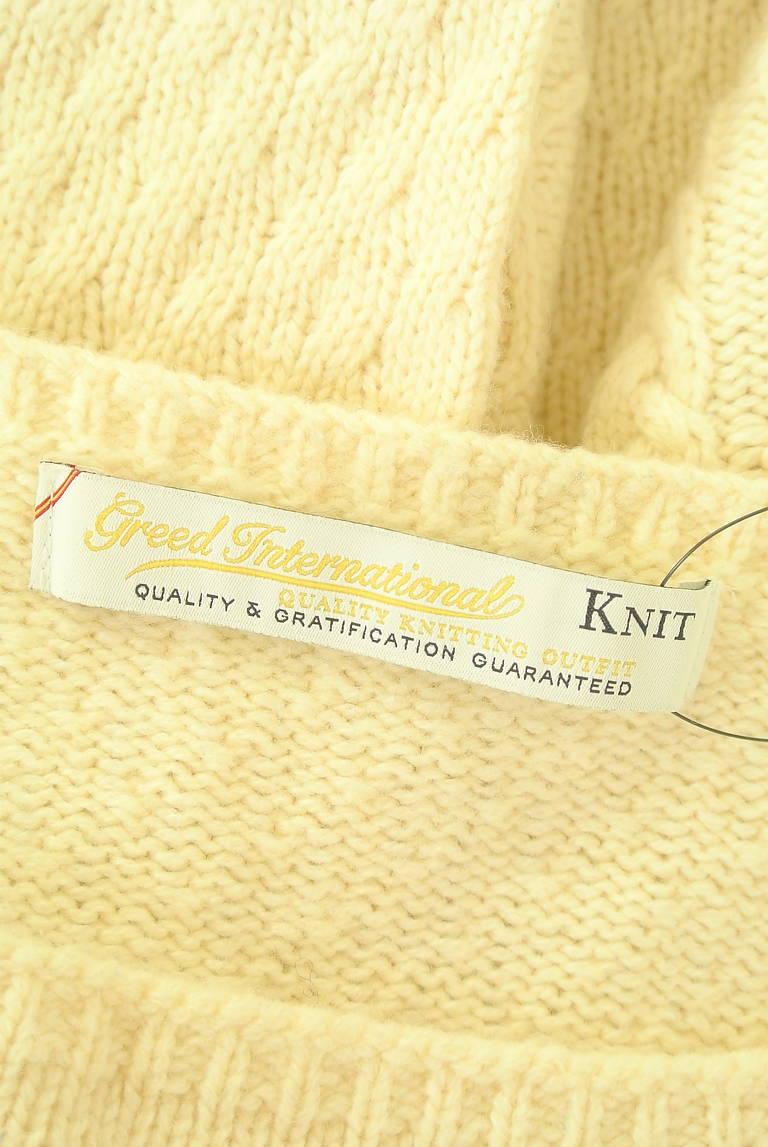 Greed International
KNIT
QUALITY KNITTING OUTFIT
QUALITY & GRATIFICATION GUARANTEED